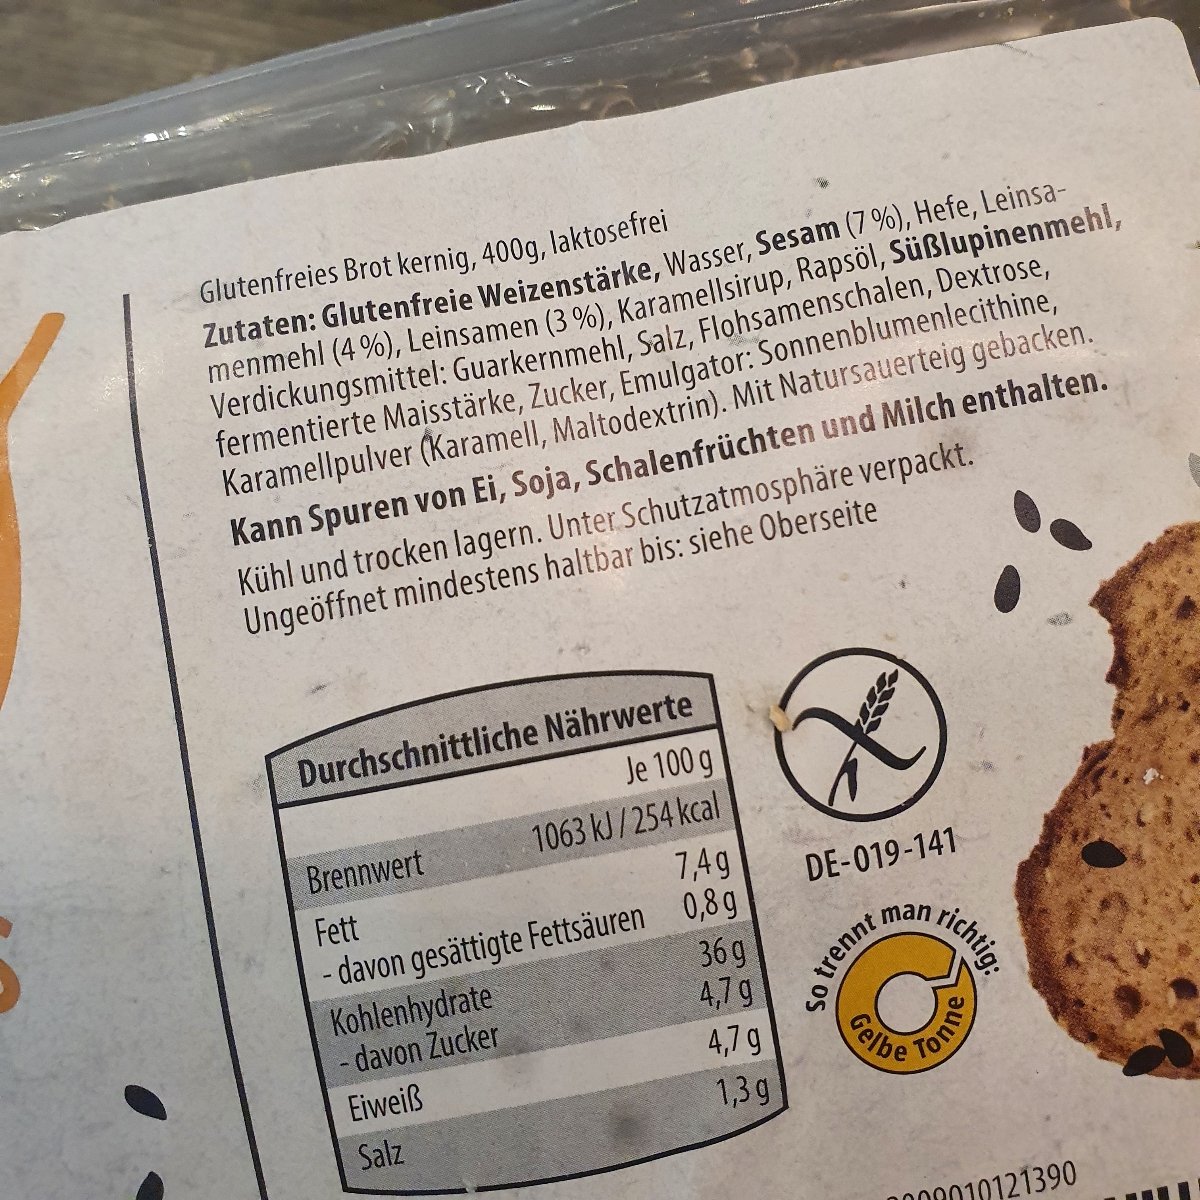 Glutenfreies Brot kernig, 400g, laktosefrei
Zutaten: Glutenfreie Weizenstärke, Wasser, Sesam (7 %), Hefe, Leinsa-
menmehl (4 %), Leinsamen (3 %), Karamellsirup, Rapsöl, Süßlupinenmehl,
Verdickungsmittel: Guarkernmehl, Salz, Flohsamenschalen, Dextrose,
fermentierte Maisstärke, Zucker, Emulgator: Sonnenblumenlecithine,
Karamellpulver (Karamell, Maltodextrin). Mit Natursauerteig gebacken.
Kann Spuren von Ei, Soja, Schalenfrüchten und Milch enthalten.
Kühl und trocken lagern. Unter Schutzatmosphäre verpackt.
Ungeöffnet mindestens haltbar bis: siehe Oberseite
Durchschnittliche Nährwerte
Je 100 g
Brennwert 1063 kJ / 254 kcal
Fett 7,4 g
- davon gesättigte Fettsäuren 0,8 g
Kohlenhydrate 36 g
- davon Zucker 4,7 g
Eiweiß 4,7 g
Salz 1,3 g
DE-019-141
So trennt man richtig:
Gelbe Tonne